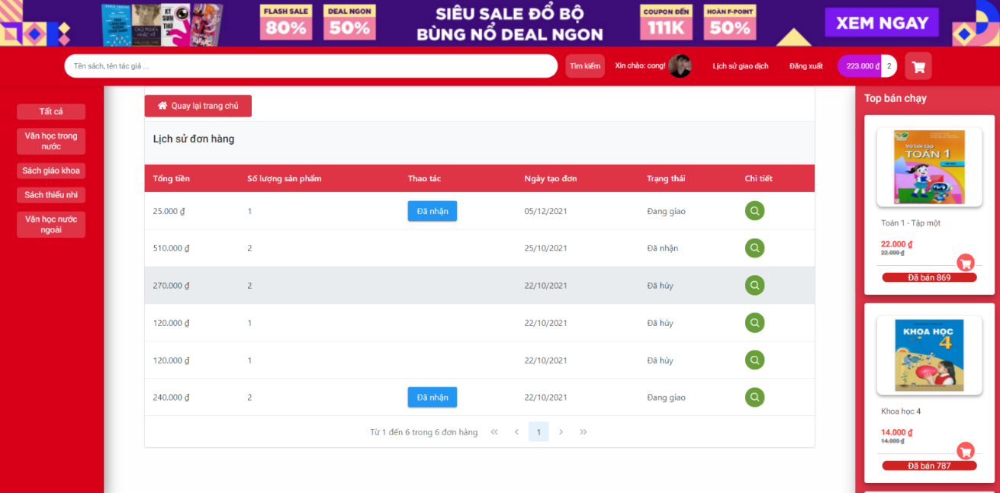 FLASH SALE
80%
DEAL NGON
50%
SIÊU SALE ĐỔ BỘ
BÙNG NỔ DEAL NGON
COUPON ĐẾN
111K
HOÀN F-POINT
50%
XEM NGAY
Tên sách, tên tác giả ...
Tìm kiếm
Xin chào: cong!
Lịch sử giao dịch
Đăng xuất
223.000 ₫ 2
Tất cả
Văn học trong
nước
Sách giáo khoa
Sách thiếu nhi
Văn học nước
ngoài
Quay lại trang chủ
Lịch sử đơn hàng
Tổng tiền Số lượng sản phẩm Thao tác Ngày tạo đơn Trạng thái Chi tiết
25.000 ₫ 1 Đã nhận 05/12/2021 Đang giao
510.000 ₫ 2 25/10/2021 Đã nhận
270.000 ₫ 2 22/10/2021 Đã hủy
120.000 ₫ 1 22/10/2021 Đã hủy
120.000 ₫ 1 22/10/2021 Đã hủy
240.000 ₫ 2 Đã nhận 22/10/2021 Đang giao
Từ 1 đến 6 trong 6 đơn hàng « ‹ 1 › »
Top bán chạy
Vở bài tập
TOÁN 1
Toán 1 - Tập một
22.000 ₫
22.000 ₫
Đã bán 869
KHOA HỌC
4
Khoa học 4
14.000 ₫
14.000 ₫
Đã bán 787